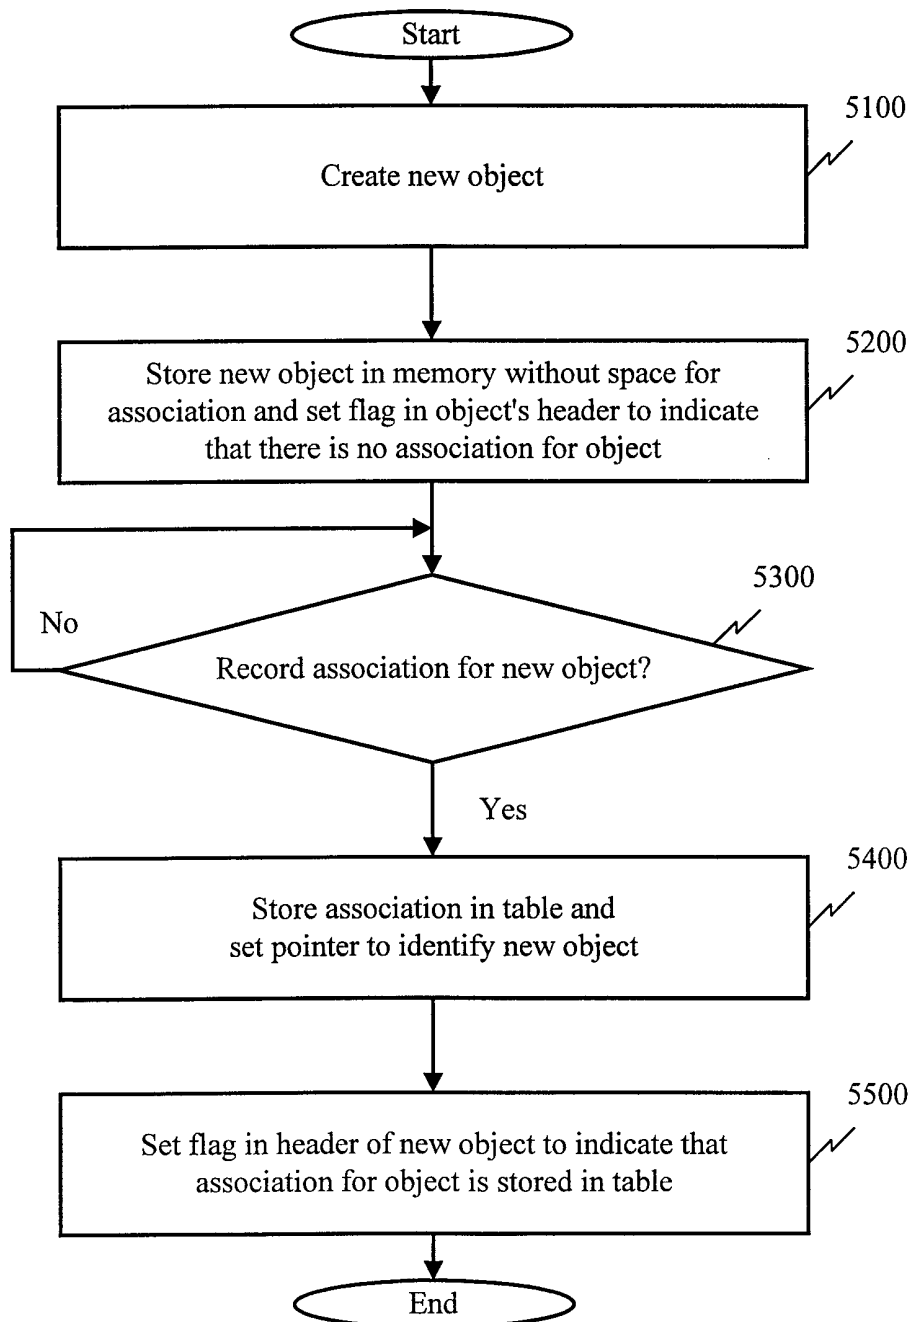 Start
5100
Create new object
5200
Store new object in memory without space for
association and set flag in object's header to indicate
that there is no association for object
5300
No
Record association for new object?
Yes
5400
Store association in table and
set pointer to identify new object
5500
Set flag in header of new object to indicate that
association for object is stored in table
End